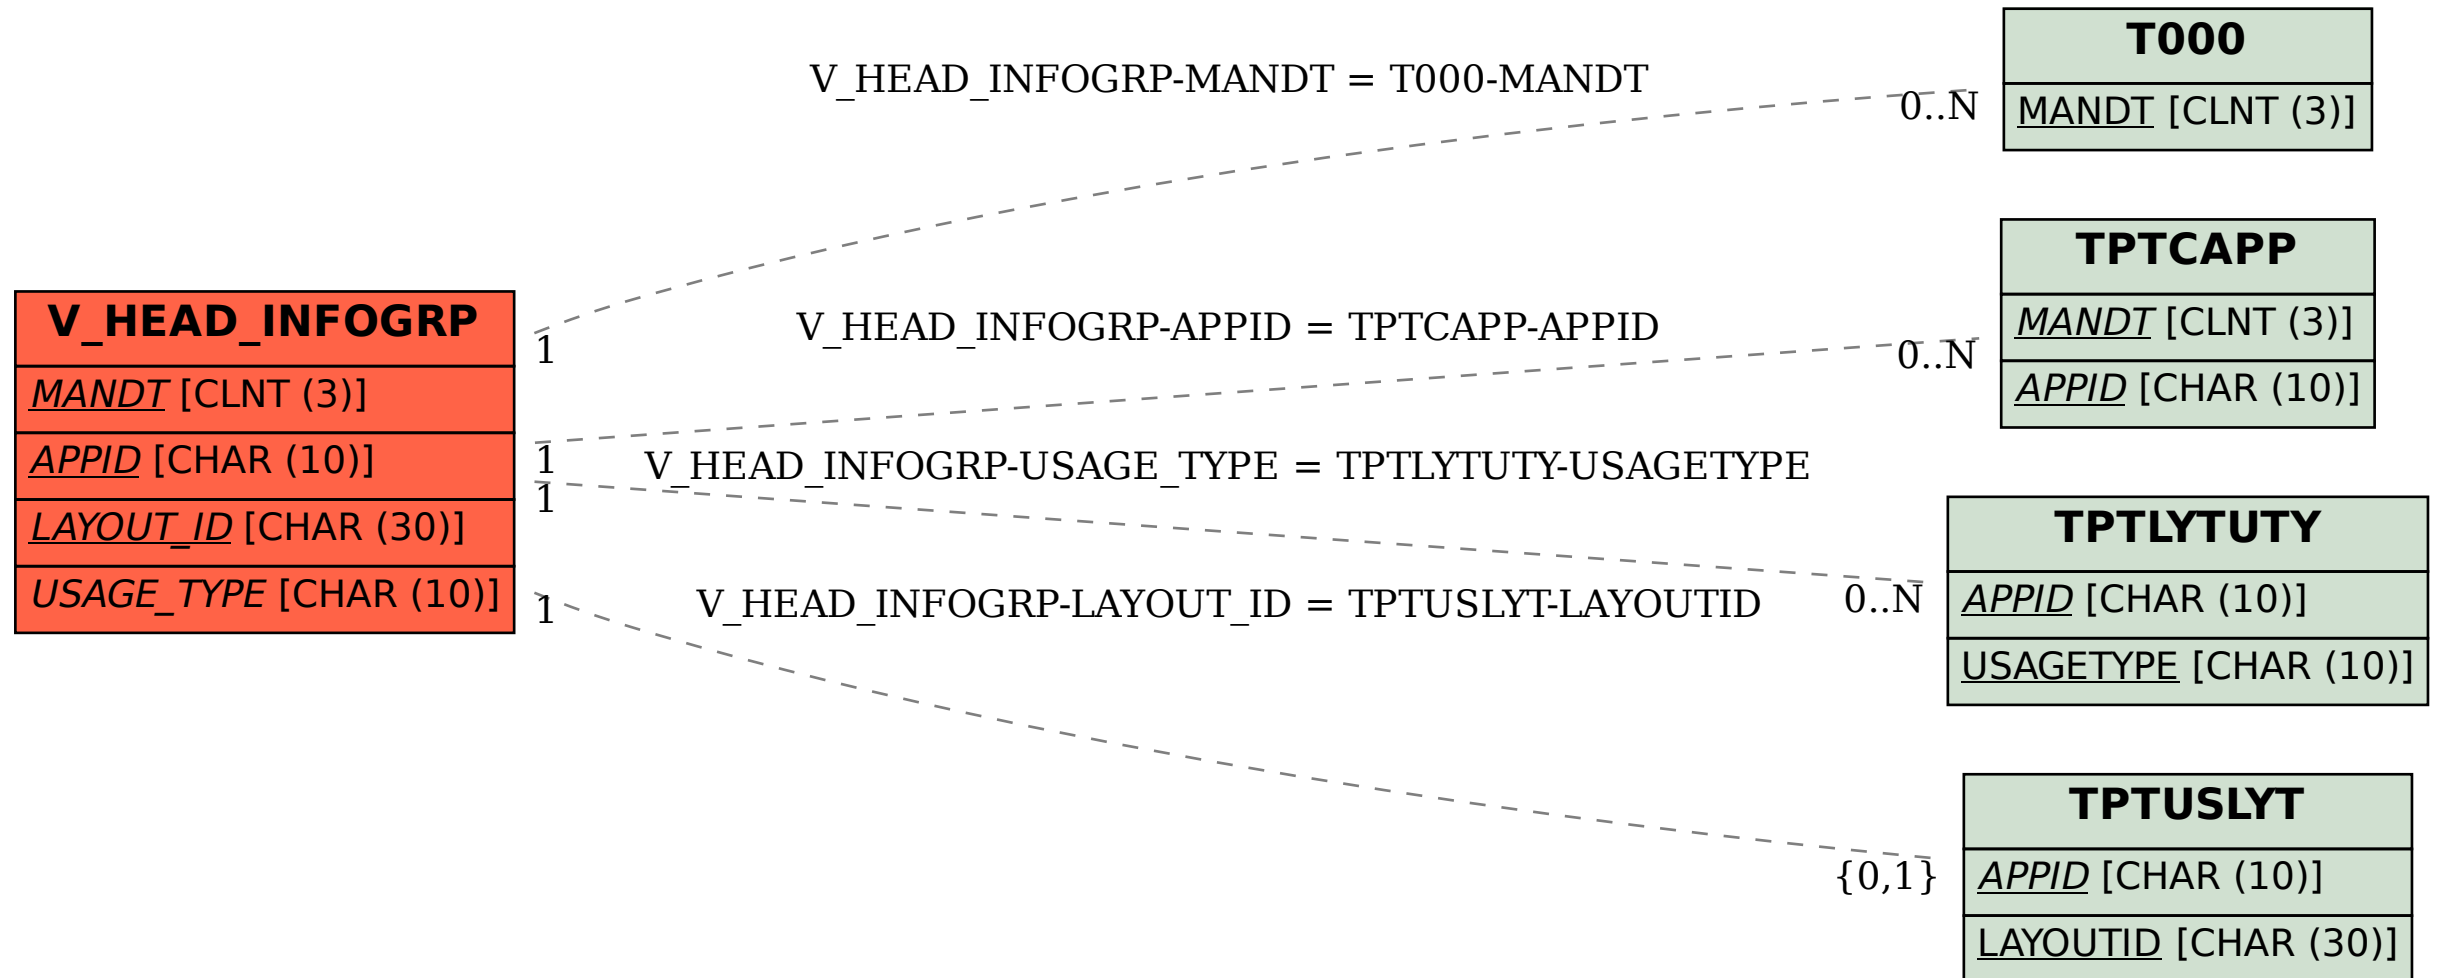 T000
MANDT [CLNT (3)]
V_HEAD_INFOGRP-MANDT = T000-MANDT
0..N
TPTCAPP
MANDT [CLNT (3)]
APPID [CHAR (10)]
V_HEAD_INFOGRP
MANDT [CLNT (3)]
APPID [CHAR (10)]
LAYOUT_ID [CHAR (30)]
USAGE_TYPE [CHAR (10)]
1
V_HEAD_INFOGRP-APPID = TPTCAPP-APPID
0..N
1
V_HEAD_INFOGRP-USAGE_TYPE = TPTLYTUTY-USAGETYPE
1
0..N
TPTLYTUTY
APPID [CHAR (10)]
USAGETYPE [CHAR (10)]
1
V_HEAD_INFOGRP-LAYOUT_ID = TPTUSLYT-LAYOUTID
{0,1}
TPTUSLYT
APPID [CHAR (10)]
LAYOUTID [CHAR (30)]